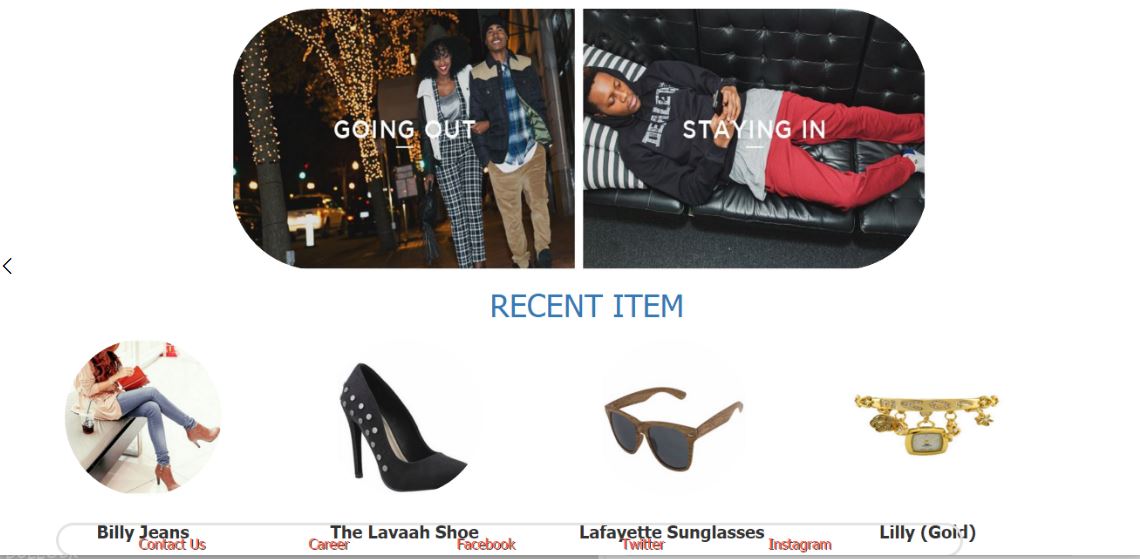 GOING OUT
STAYING IN
RECENT ITEM
Billy Jeans
The Lavaah Shoe
Lafayette Sunglasses
Lilly (Gold)
Contact Us
Career
Facebook
Twitter
Instagram